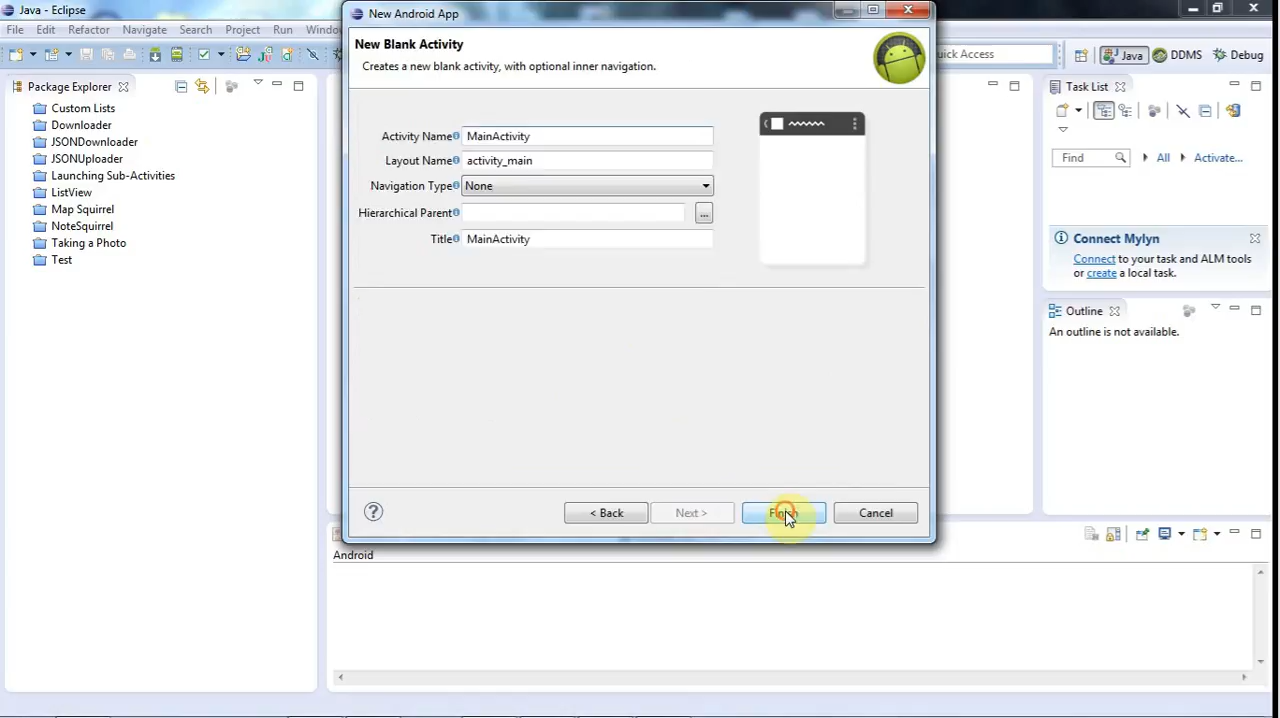 Java - Eclipse
New Android App
File Edit Refactor Navigate Search Project Run Window
New Blank Activity
Creates a new blank activity, with optional inner navigation.
uick Access
Java
DDMS
Debug
Package Explorer
Task List
Custom Lists
Downloader
JSONDownloader
JSONUploader
Launching Sub-Activities
ListView
Map Squirrel
NoteSquirrel
Taking a Photo
Test
Activity Name MainActivity
Layout Name activity_main
Navigation Type None
Hierarchical Parent ...
Title MainActivity
Find All Activate...
Connect Mylyn
Connect to your task and ALM tools
or create a local task.
Outline
An outline is not available.
? < Back Next > Finish Cancel
Android